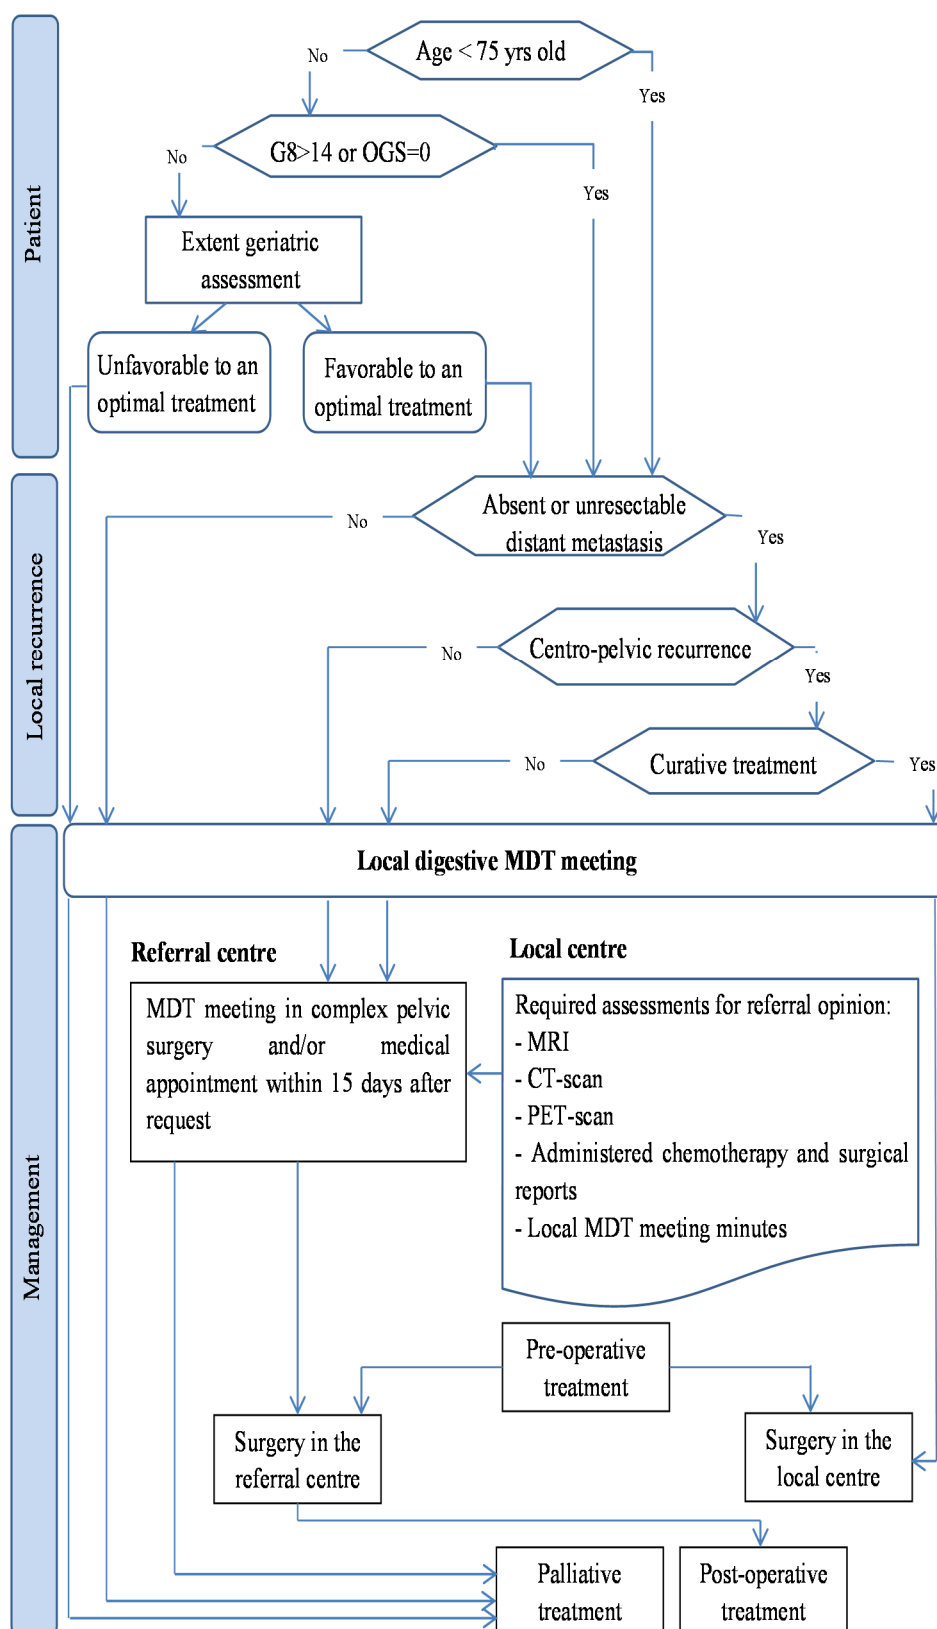 Patient
Age < 75 yrs old
No
Yes
G8>14 or OGS=0
No
Yes
Extent geriatric
assessment
Unfavorable to an
optimal treatment
Favorable to an
optimal treatment
Local recurrence
Absent or unresectable
distant metastasis
No
Yes
Centro-pelvic recurrence
No
Yes
Curative treatment
No
Yes
Management
Local digestive MDT meeting
Referral centre
MDT meeting in complex pelvic
surgery and/or medical
appointment within 15 days after
request
Local centre
Required assessments for referral opinion:
- MRI
- CT-scan
- PET-scan
- Administered chemotherapy and surgical
reports
- Local MDT meeting minutes
Pre-operative
treatment
Surgery in the
referral centre
Surgery in the
local centre
Palliative
treatment
Post-operative
treatment